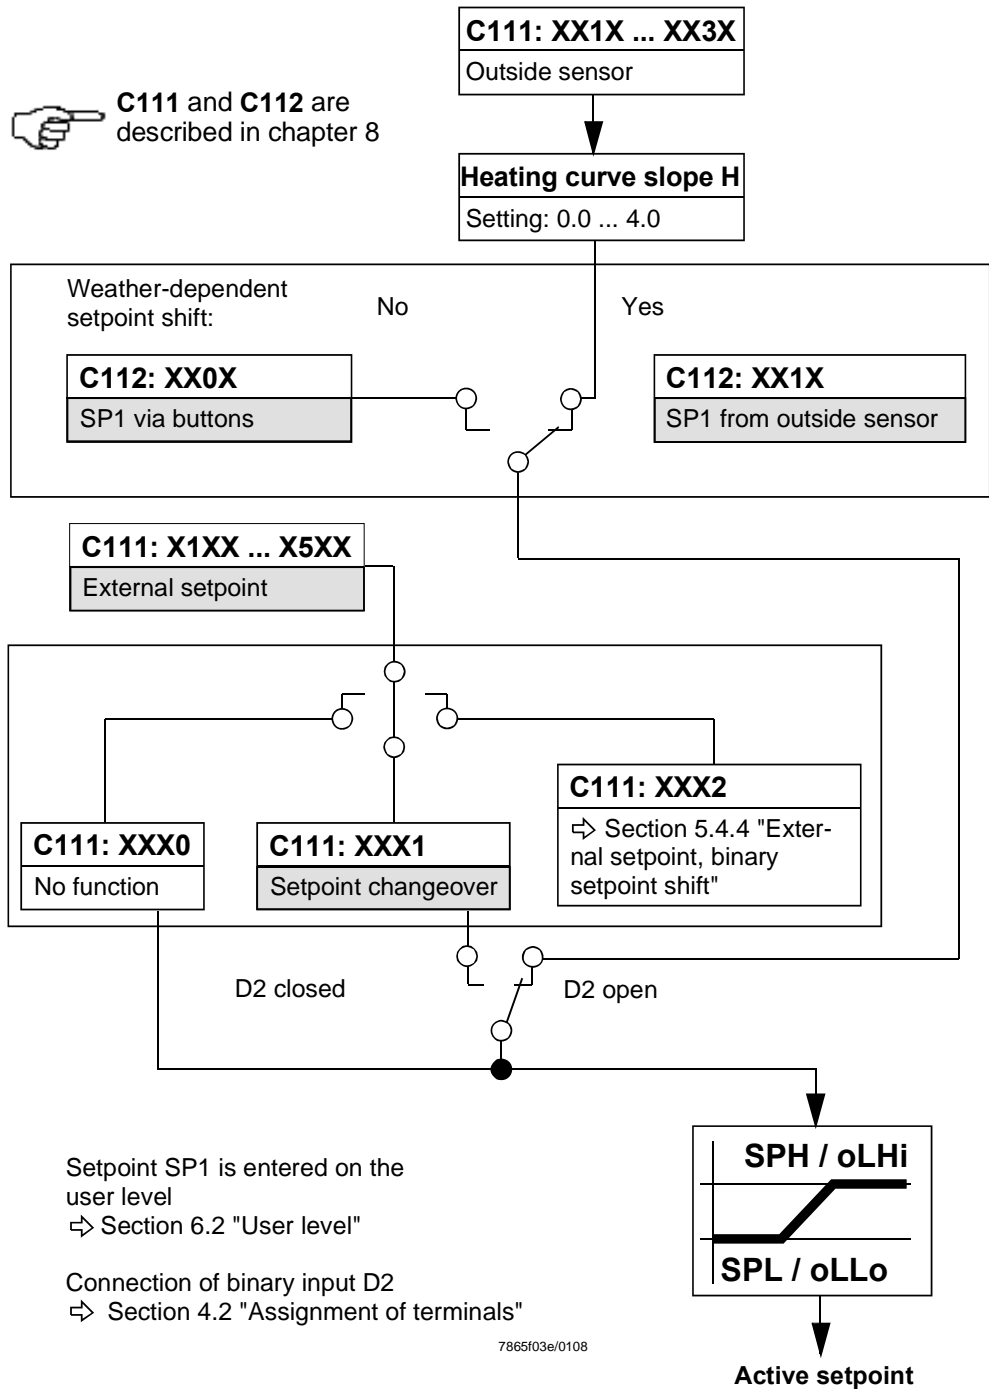 C111: XX1X ... XX3X
Outside sensor
C111 and C112 are
described in chapter 8
Heating curve slope H
Setting: 0.0 ... 4.0
Weather-dependent
setpoint shift:
No
Yes
C112: XX0X
SP1 via buttons
C112: XX1X
SP1 from outside sensor
C111: X1XX ... X5XX
External setpoint
C111: XXX0
No function
C111: XXX1
Setpoint changeover
C111: XXX2
⇨ Section 5.4.4 "Exter-
nal setpoint, binary
setpoint shift"
D2 closed
D2 open
Setpoint SP1 is entered on the
user level
⇨ Section 6.2 "User level"
Connection of binary input D2
⇨ Section 4.2 "Assignment of terminals"
7865f03e/0108
SPH / oLHi
SPL / oLLo
Active setpoint